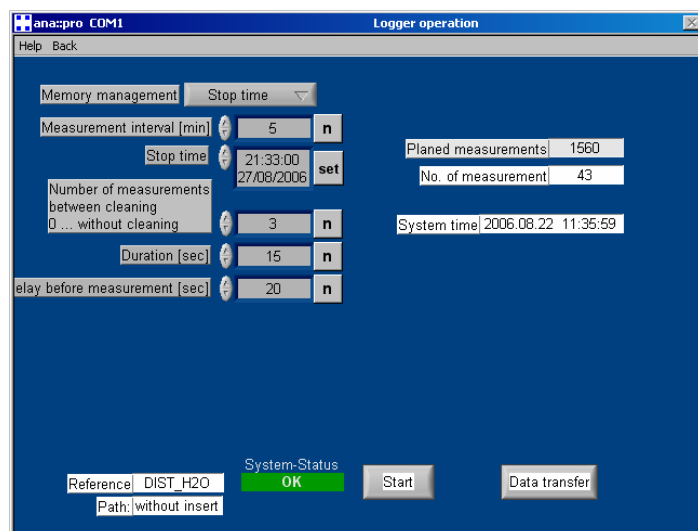 ana::pro COM1 Logger operation
Help Back
Memory management Stop time
Measurement interval [min] 5 n
Stop time 21:33:00
27/08/2006 set
Number of measurements
between cleaning
0 ... without cleaning 3 n
Duration [sec] 15 n
elay before measurement [sec] 20 n
Planed measurements 1560
No. of measurement 43
System time 2006.08.22 11:35:59
System-Status
Reference DIST_H2O OK Start Data transfer
Path: without insert